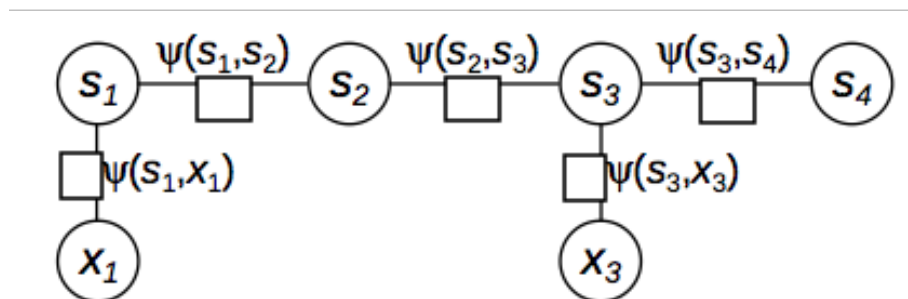 ψ(s₁,s₂) ψ(s₂,s₃) ψ(s₃,s₄)
s₁ s₂ s₃ s₄
ψ(s₁,x₁) ψ(s₃,x₃)
x₁ x₃